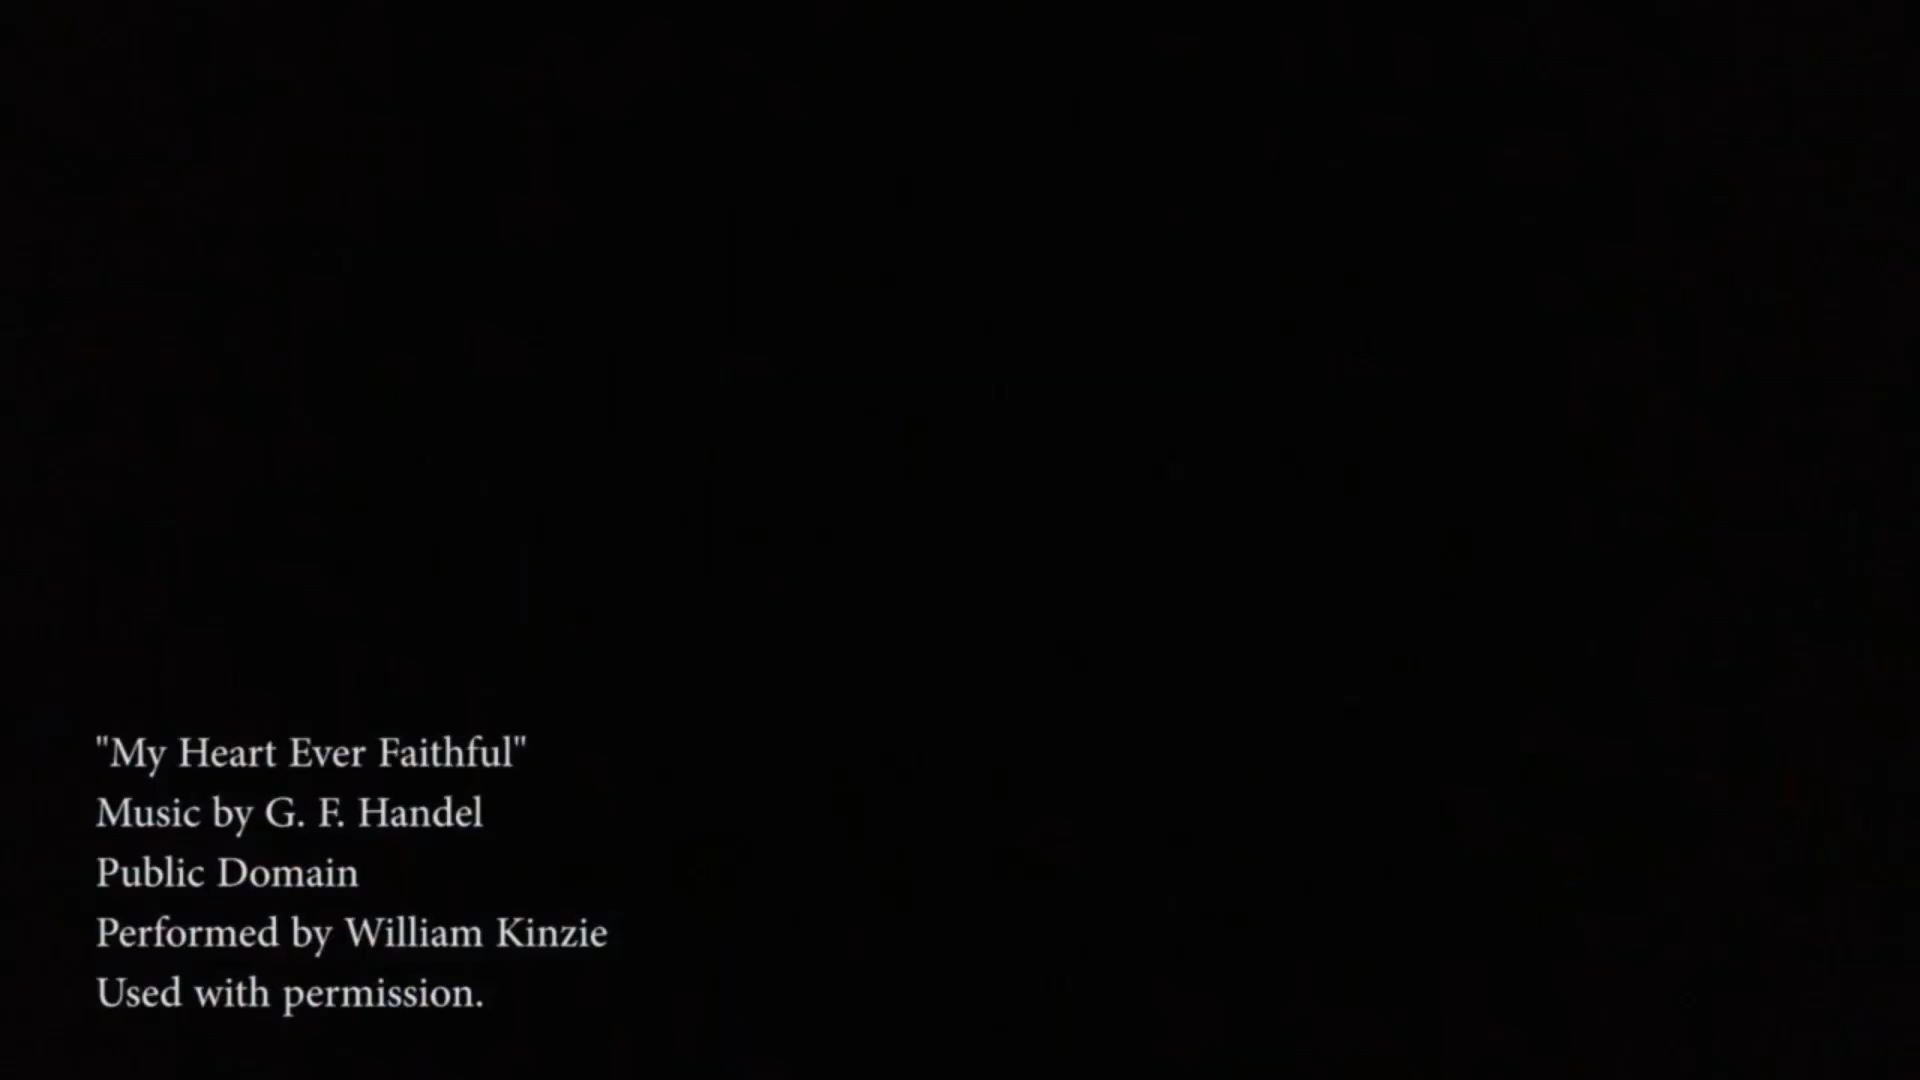 "My Heart Ever Faithful"
Music by G. F. Handel
Public Domain
Performed by William Kinzie
Used with permission.